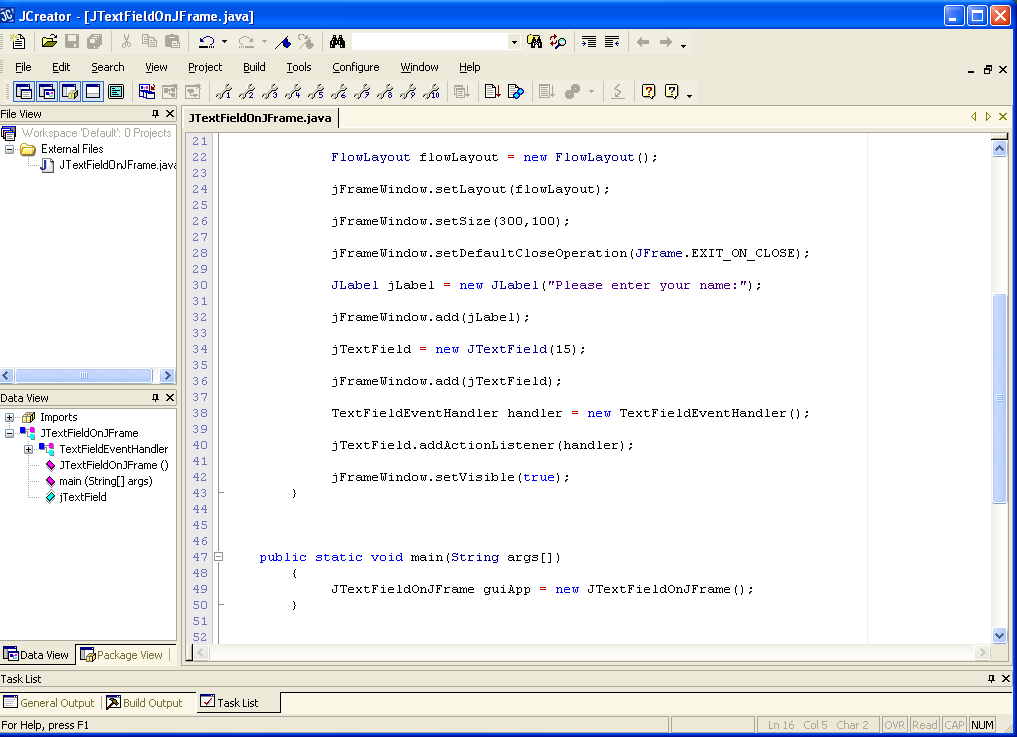 JCreator - [JTextFieldOnJFrame.java]
File Edit Search View Project Build Tools Configure Window Help
File View
Workspace 'Default': 0 Projects
External Files
JTextFieldOnJFrame.java
Data View
Imports
JTextFieldOnJFrame
TextFieldEventHandler
JTextFieldOnJFrame ()
main (String[] args)
jTextField
Data View Package View
JTextFieldOnJFrame.java
21
22 FlowLayout flowLayout = new FlowLayout();
23
24 jFrameWindow.setLayout(flowLayout);
25
26 jFrameWindow.setSize(300,100);
27
28 jFrameWindow.setDefaultCloseOperation(JFrame.EXIT_ON_CLOSE);
29
30 JLabel jLabel = new JLabel("Please enter your name:");
31
32 jFrameWindow.add(jLabel);
33
34 jTextField = new JTextField(15);
35
36 jFrameWindow.add(jTextField);
37
38 TextFieldEventHandler handler = new TextFieldEventHandler();
39
40 jTextField.addActionListener(handler);
41
42 jFrameWindow.setVisible(true);
43 }
44
45
46
47 public static void main(String args[])
48 {
49 JTextFieldOnJFrame guiApp = new JTextFieldOnJFrame();
50 }
51
52
Task List
General Output Build Output Task List
For Help, press F1
Ln 16 Col 5 Char 2 OVR Read CAP NUM